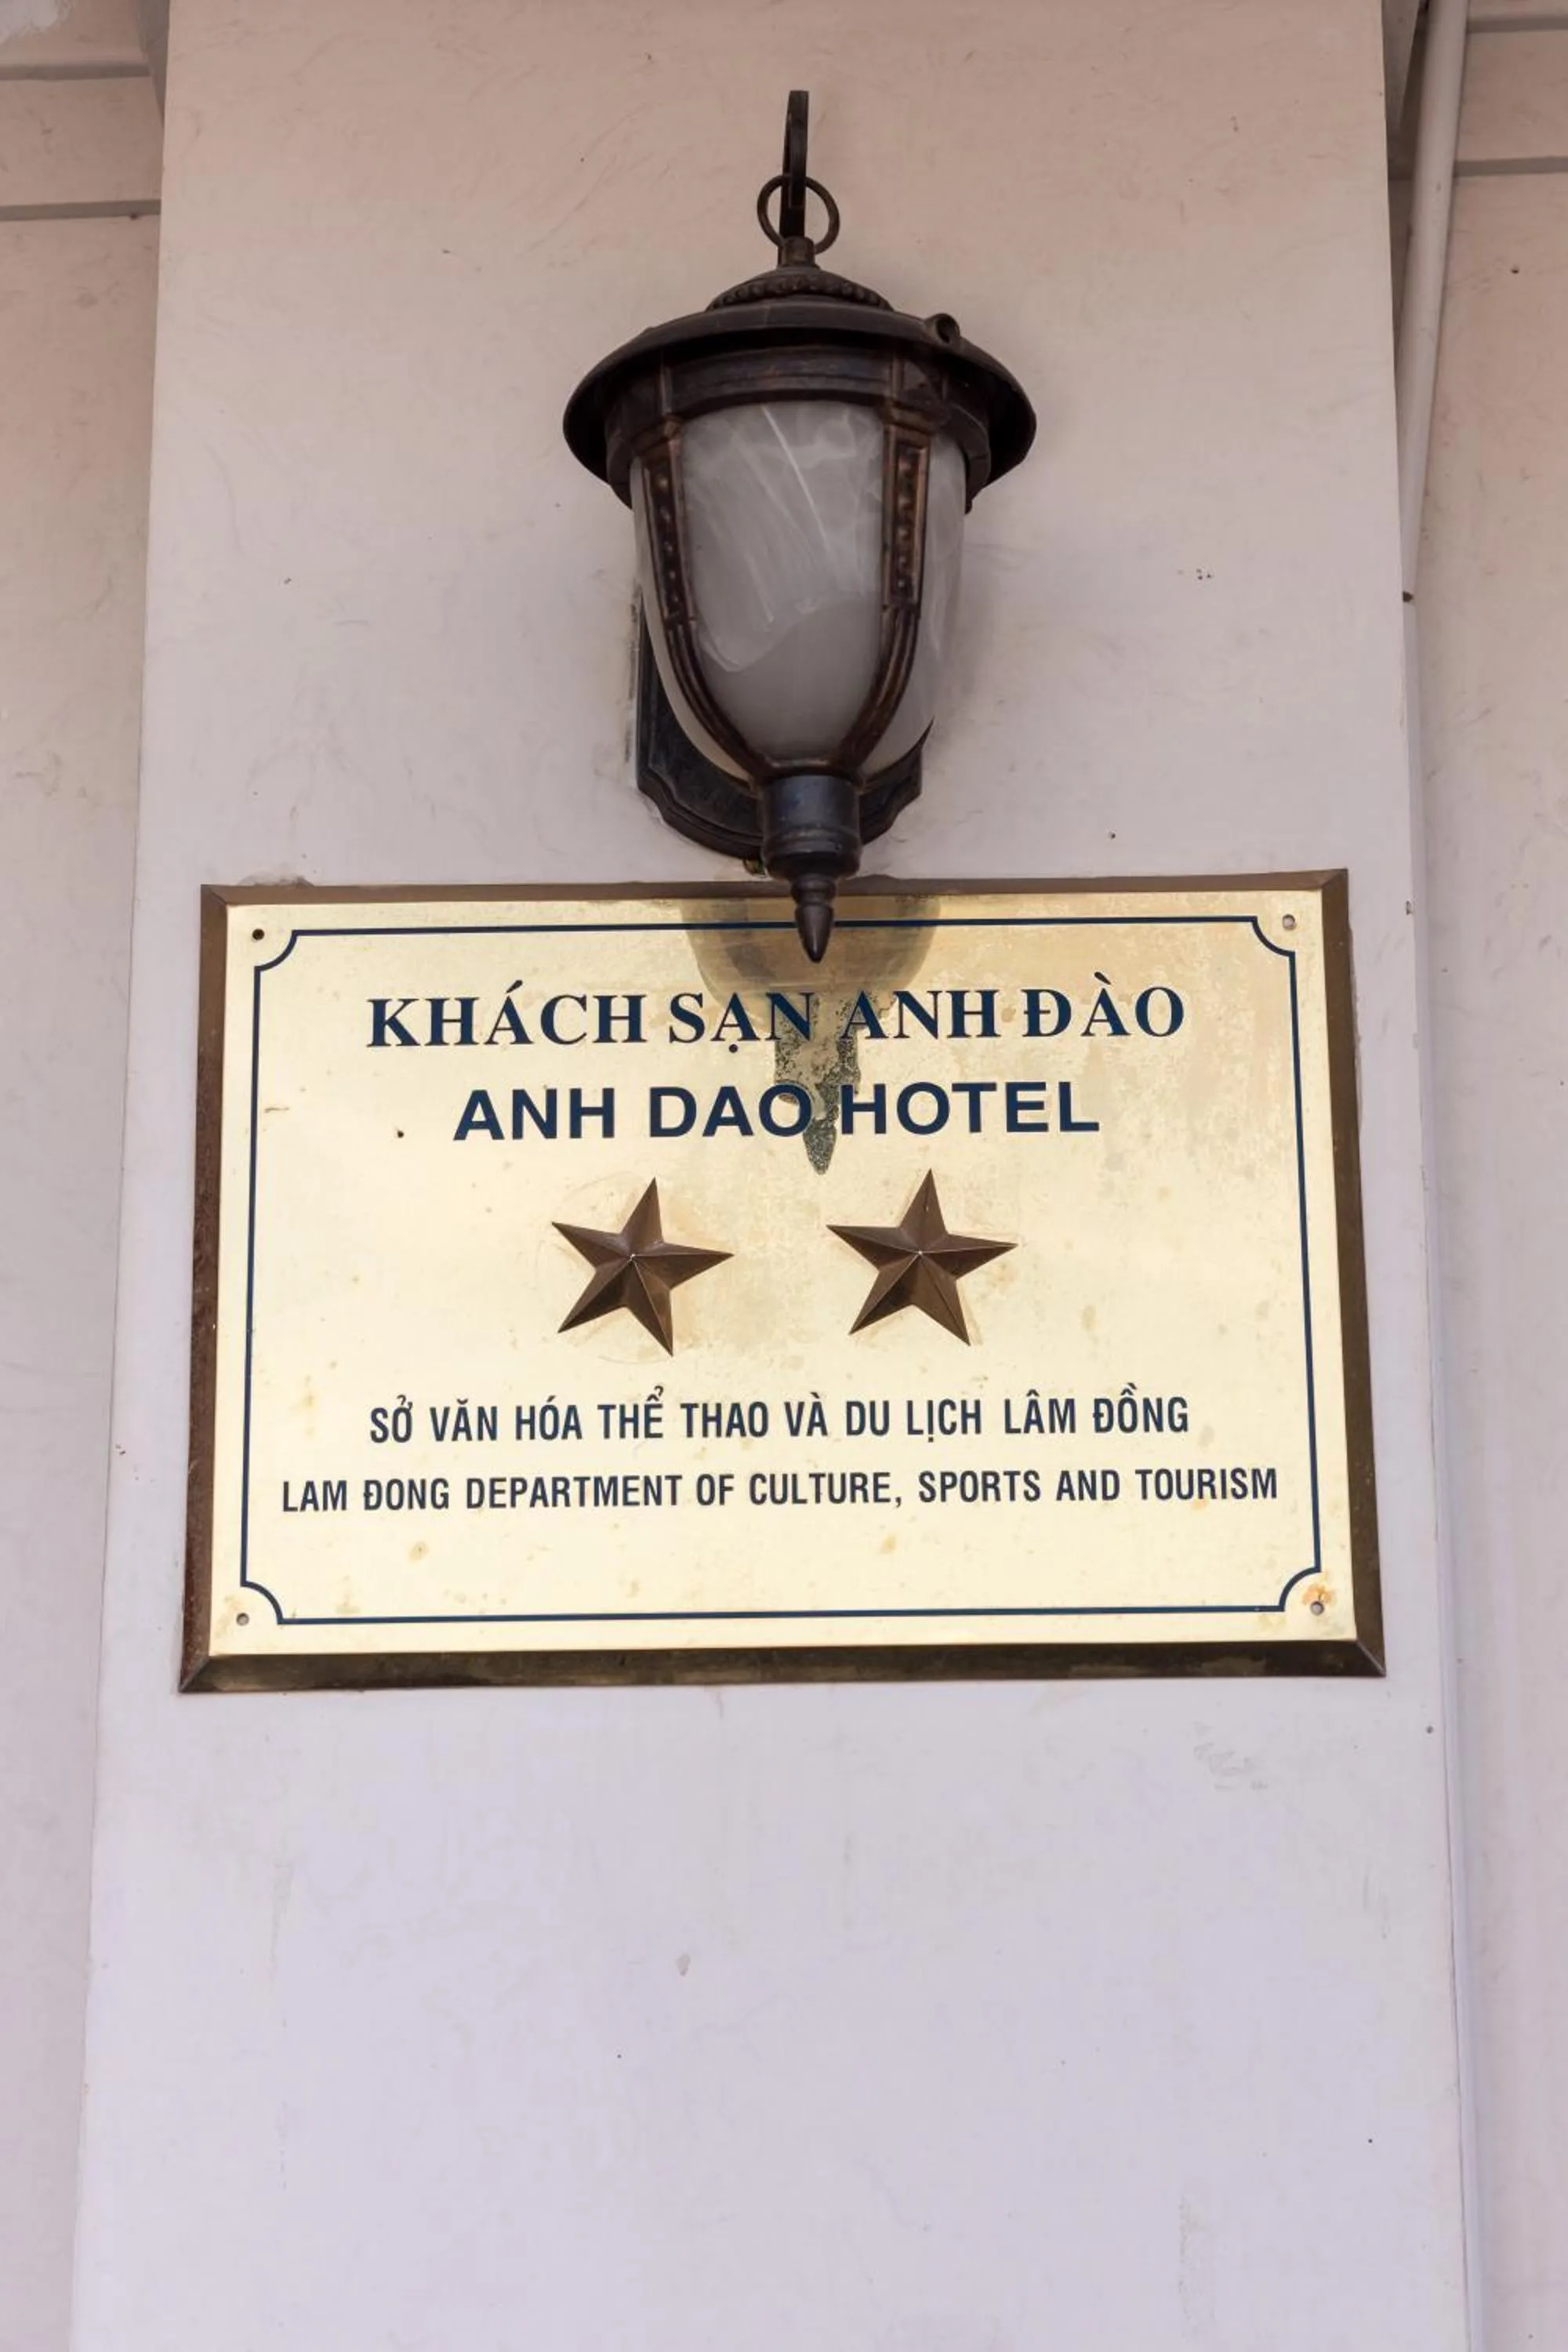 KHÁCH SẠN ANH ĐÀO
ANH DAO HOTEL
SỞ VĂN HÓA THỂ THAO VÀ DU LỊCH LÂM ĐỒNG
LAM ĐONG DEPARTMENT OF CULTURE, SPORTS AND TOURISM